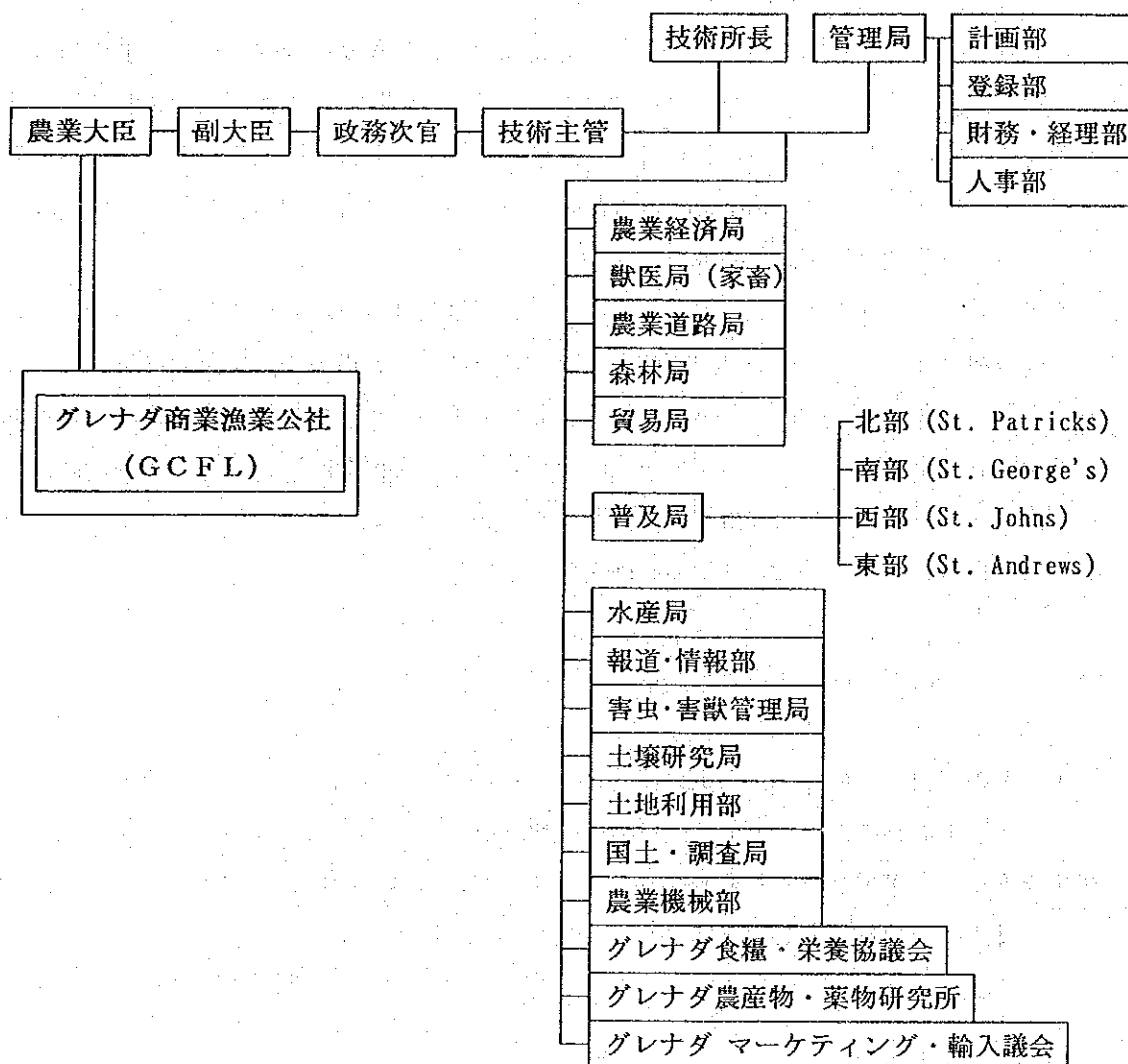 技術所長
管理局
計画部
登録部
財務・経理部
人事部
農業大臣
副大臣
政務次官
技術主管
農業経済局
獣医局 (家畜)
農業道路局
森林局
貿易局
グレナダ商業漁業公社
(GCFL)
普及局
北部 (St. Patricks)
南部 (St. George's)
西部 (St. Johns)
東部 (St. Andrews)
水産局
報道・情報部
害虫・害獣管理局
土壌研究局
土地利用部
国土・調査局
農業機械部
グレナダ食糧・栄養協議会
グレナダ農産物・薬物研究所
グレナダ マーケティング・輸入議会